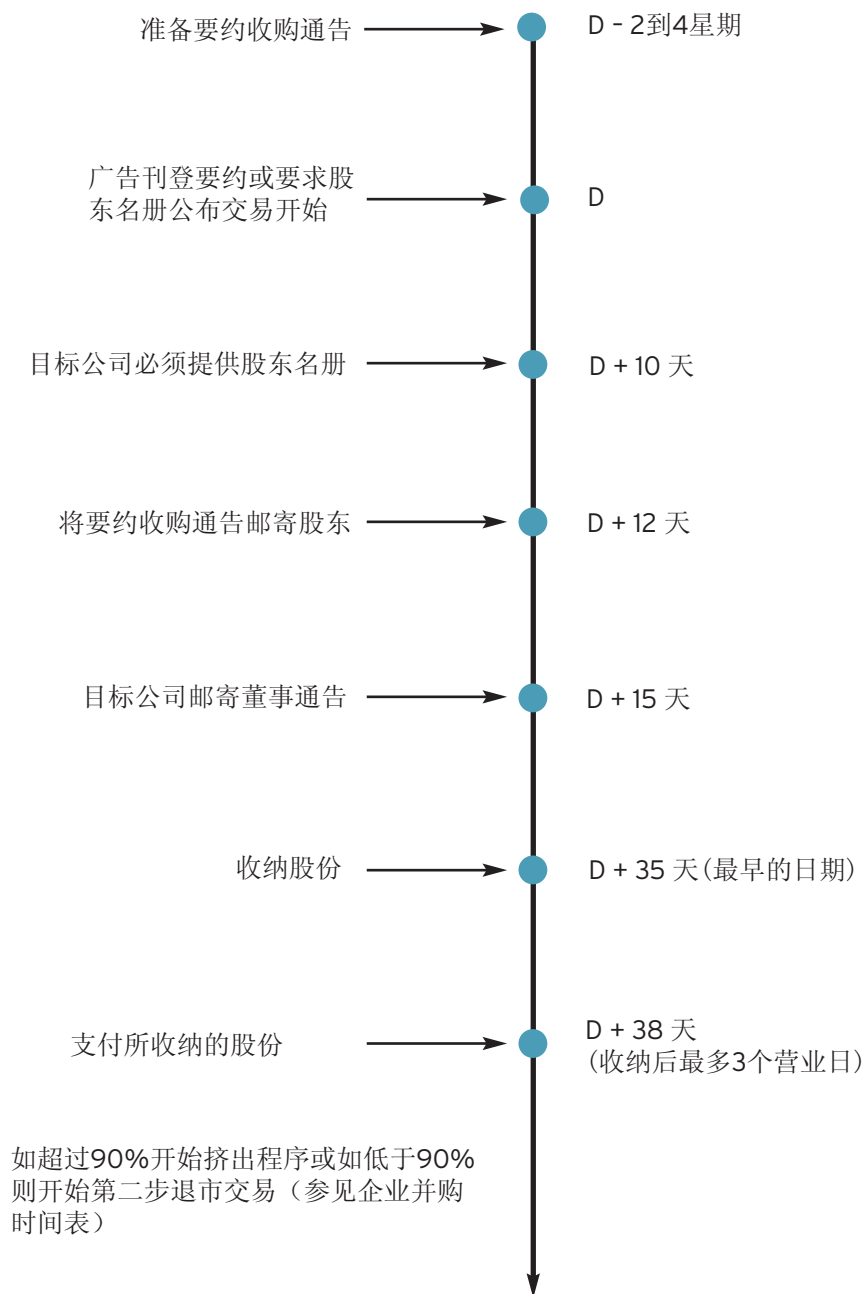 准备要约收购通告
D - 2到4星期
广告刊登要约或要求股
东名册公布交易开始
D
目标公司必须提供股东名册
D + 10 天
将要约收购通告邮寄股东
D + 12 天
目标公司邮寄董事通告
D + 15 天
收纳股份
D + 35 天(最早的日期)
支付所收纳的股份
D + 38 天
(收纳后最多3个营业日)
如超过90%开始挤出程序或如低于90%
则开始第二步退市交易（参见企业并购
时间表）